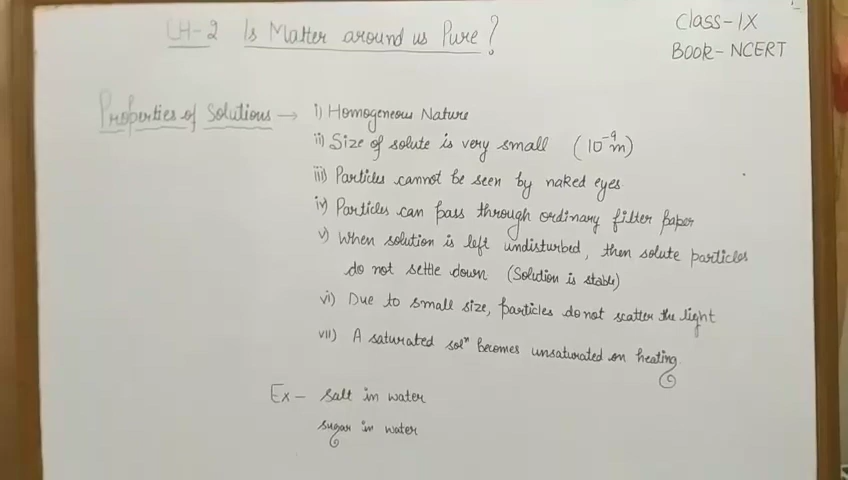 CH-2 Is Matter around us Pure?
Class-IX
BOOK-NCERT
Properties of Solutions → i) Homogeneous Nature
ii) Size of solute is very small (10⁻⁹m)
iii) Particles cannot be seen by naked eyes
iv) Particles can pass through ordinary filter paper
v) When solution is left undisturbed, then solute particles
do not settle down (Solution is stable)
vi) Due to small size, particles do not scatter the light
vii) A saturated solⁿ becomes unsaturated on heating.
Ex- salt in water
sugar in water